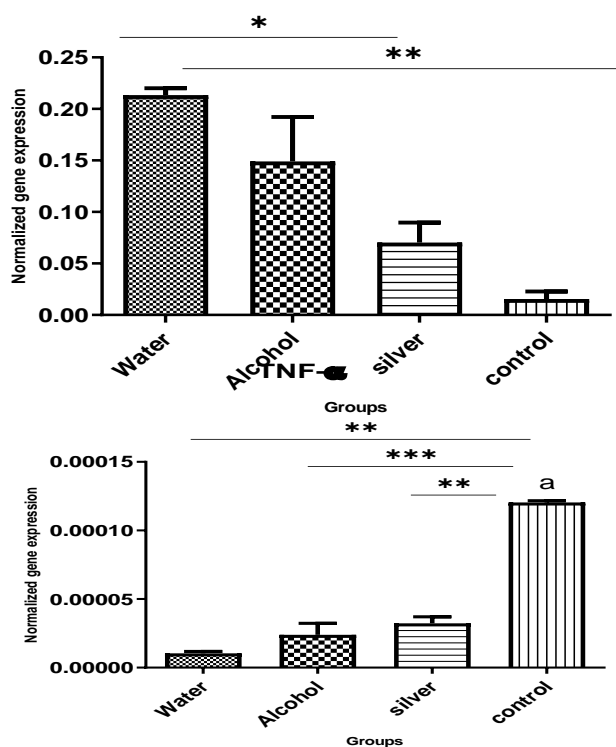 *
**
Normalized gene expression
0.25
0.20
0.15
0.10
0.05
0.00
Water
Alcohol
silver
control
TNF-α
Groups
**
***
**
a
Normalized gene expression
0.00015
0.00010
0.00005
0.00000
Water
Alcohol
silver
control
Groups